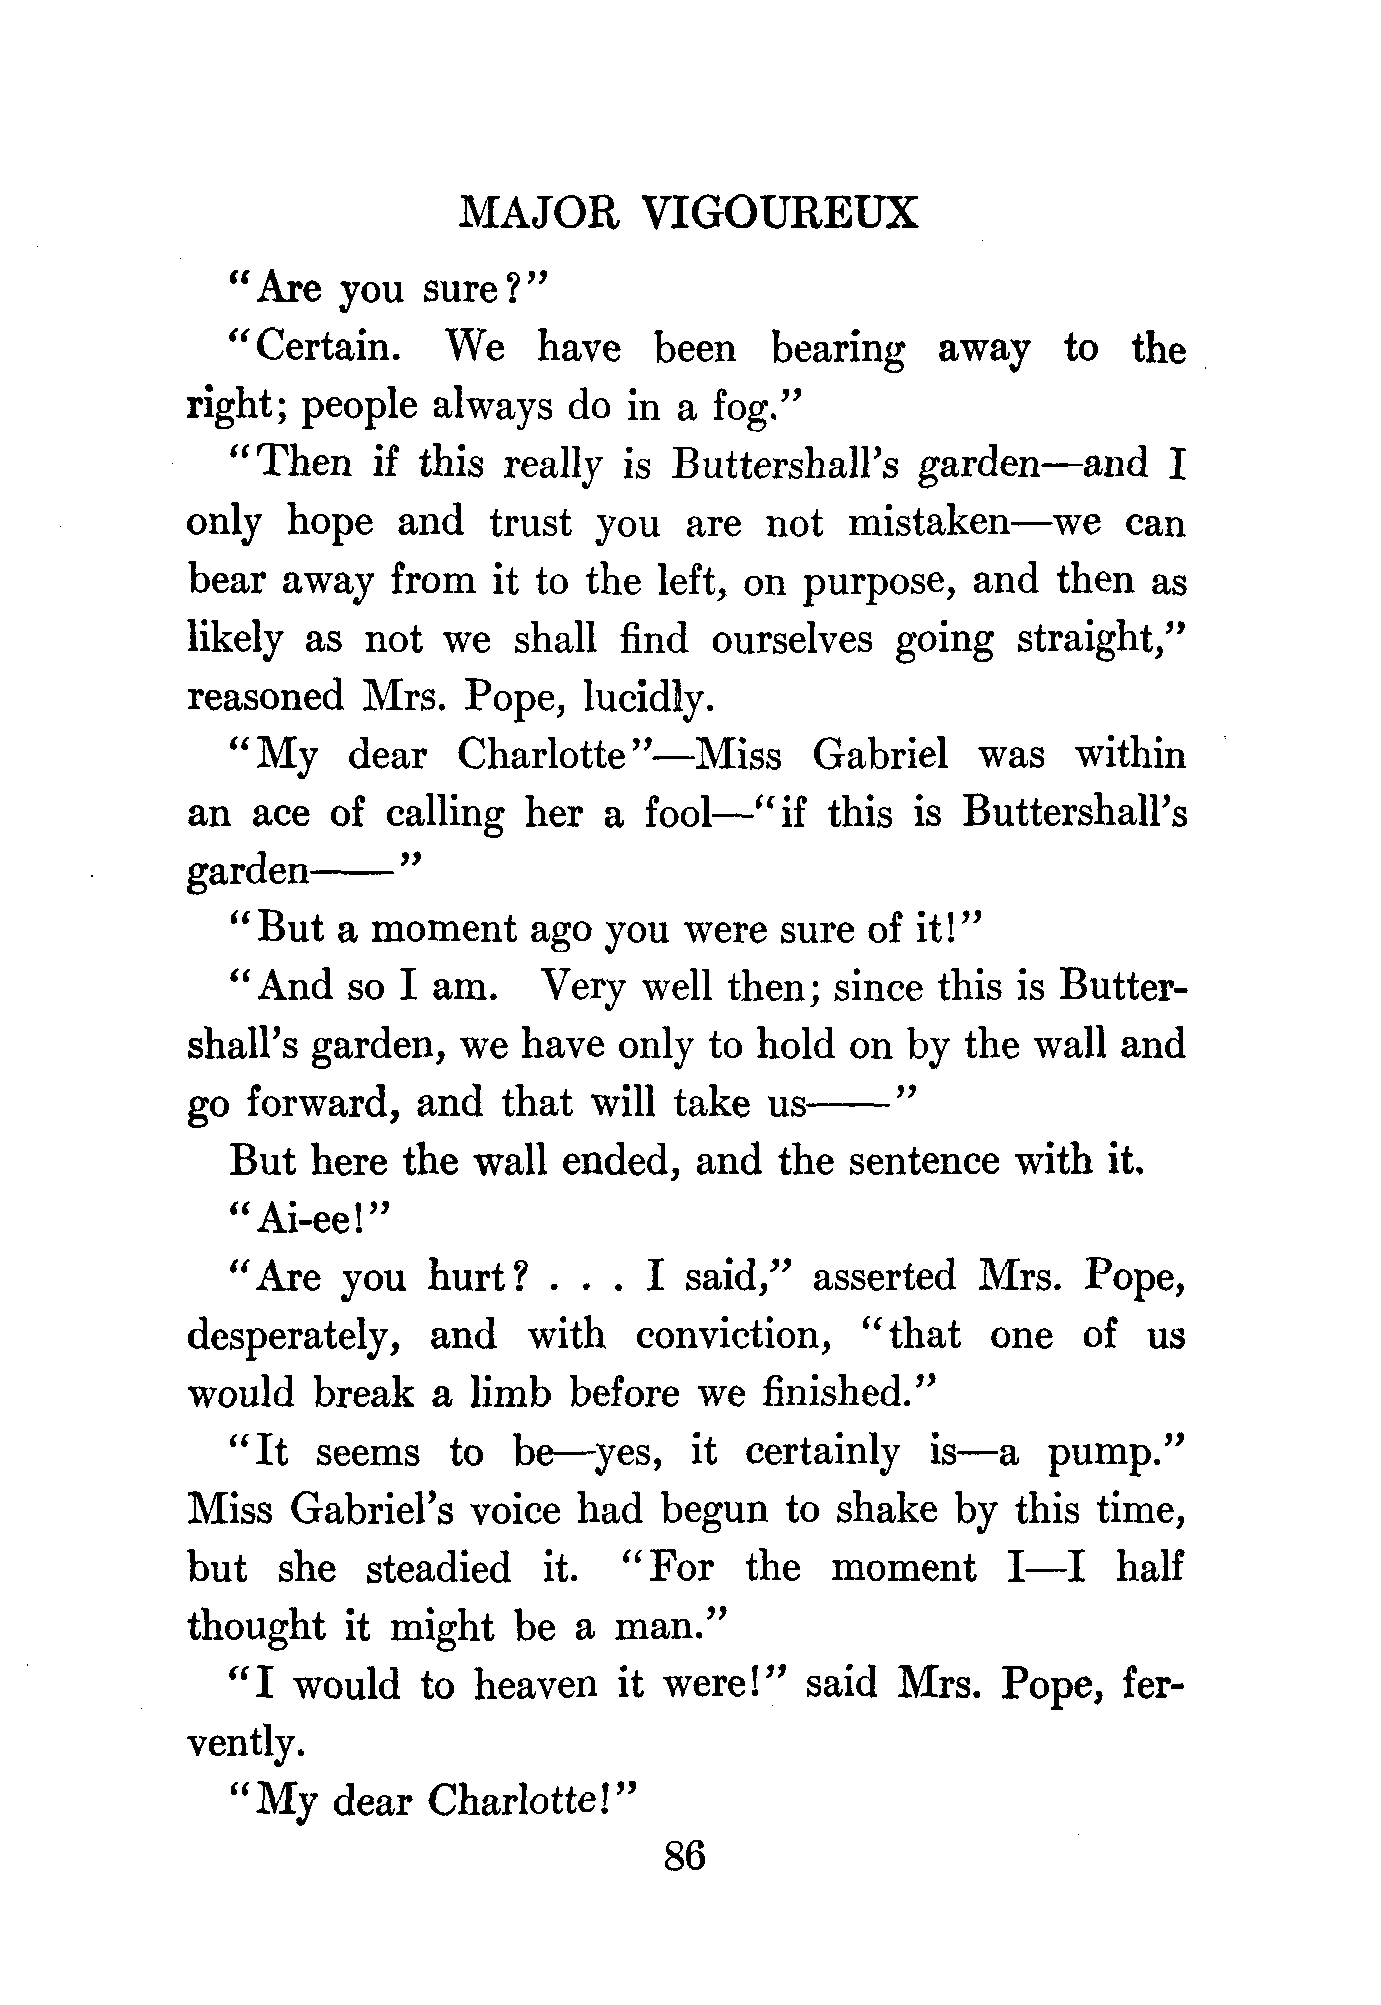 MAJOR VIGOUREUX
"Are you sure?"
"Certain. We have been bearing away to the
right; people always do in a fog."
"Then if this really is Buttershall's garden—and I
only hope and trust you are not mistaken—we can
bear away from it to the left, on purpose, and then as
likely as not we shall find ourselves going straight,"
reasoned Mrs. Pope, lucidly.
"My dear Charlotte"—Miss Gabriel was within
an ace of calling her a fool—"if this is Buttershall's
garden——"
"But a moment ago you were sure of it!"
"And so I am. Very well then; since this is Butter-
shall's garden, we have only to hold on by the wall and
go forward, and that will take us——"
But here the wall ended, and the sentence with it.
"Ai-ee!"
"Are you hurt? . . . I said," asserted Mrs. Pope,
desperately, and with conviction, "that one of us
would break a limb before we finished."
"It seems to be—yes, it certainly is—a pump."
Miss Gabriel's voice had begun to shake by this time,
but she steadied it. "For the moment I—I half
thought it might be a man."
"I would to heaven it were!" said Mrs. Pope, fer-
vently.
"My dear Charlotte!"
86